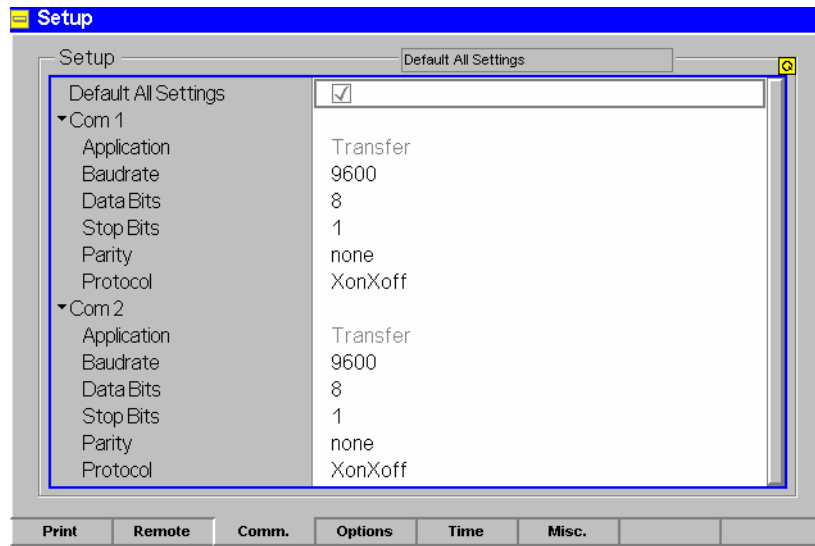 Setup
Setup
Default All Settings
Default All Settings
Com 1
Application Transfer
Baudrate 9600
Data Bits 8
Stop Bits 1
Parity none
Protocol XonXoff
Com 2
Application Transfer
Baudrate 9600
Data Bits 8
Stop Bits 1
Parity none
Protocol XonXoff
Print Remote Comm. Options Time Misc.